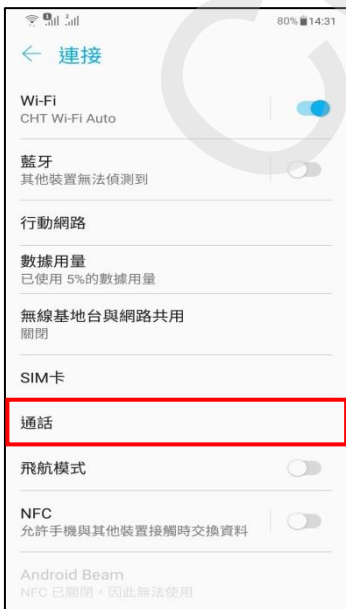 80% 14:31
← 連接
Wi-Fi
CHT Wi-Fi Auto
藍牙
其他裝置無法偵測到
行動網路
數據用量
已使用 5%的數據用量
無線基地台與網路共用
關閉
SIM卡
通話
飛航模式
NFC
允許手機與其他裝置接觸時交換資料
Android Beam
NFC 已關閉，因此無法使用